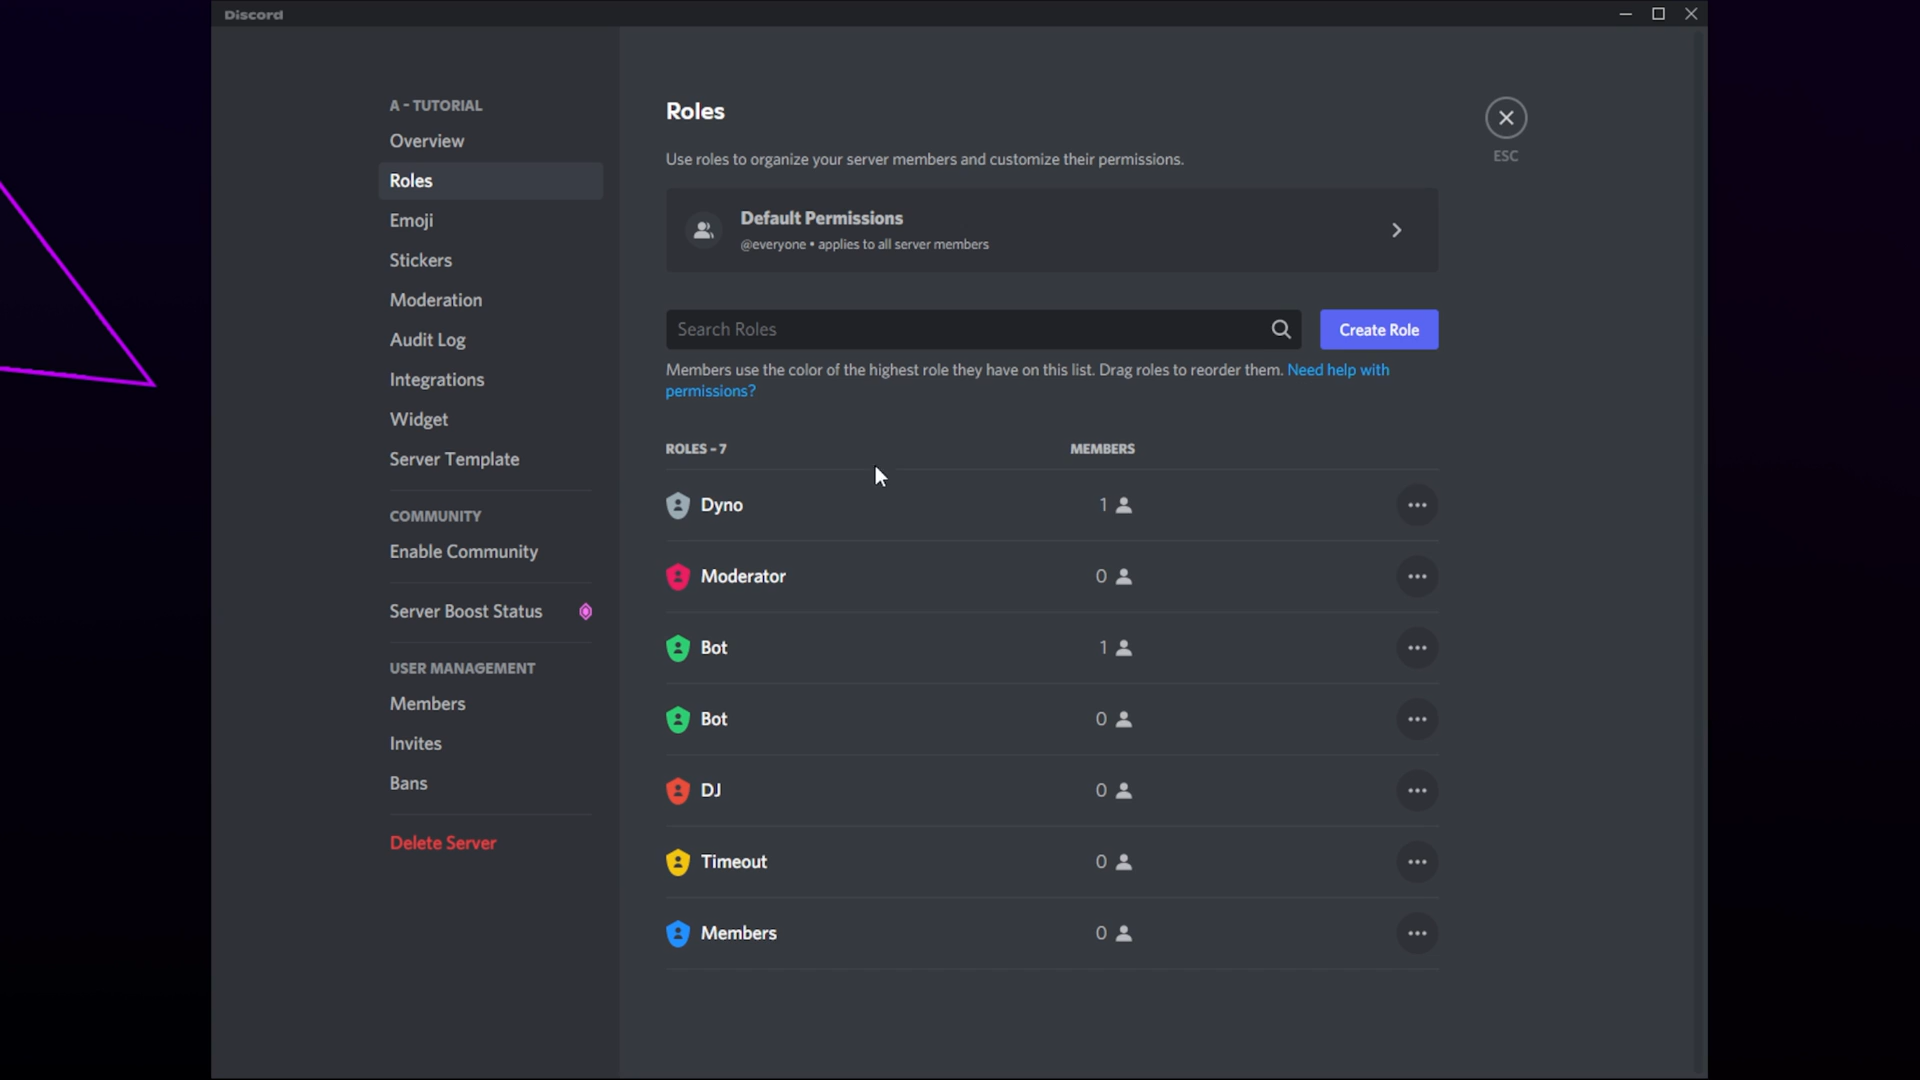 Discord
A - TUTORIAL
Overview
Roles
Emoji
Stickers
Moderation
Audit Log
Integrations
Widget
Server Template
COMMUNITY
Enable Community
Server Boost Status
USER MANAGEMENT
Members
Invites
Bans
Delete Server
Roles
ESC
Use roles to organize your server members and customize their permissions.
Default Permissions
@everyone • applies to all server members
Search Roles
Create Role
Members use the color of the highest role they have on this list. Drag roles to reorder them. Need help with
permissions?
ROLES - 7 MEMBERS
Dyno 1
Moderator 0
Bot 1
Bot 0
DJ 0
Timeout 0
Members 0